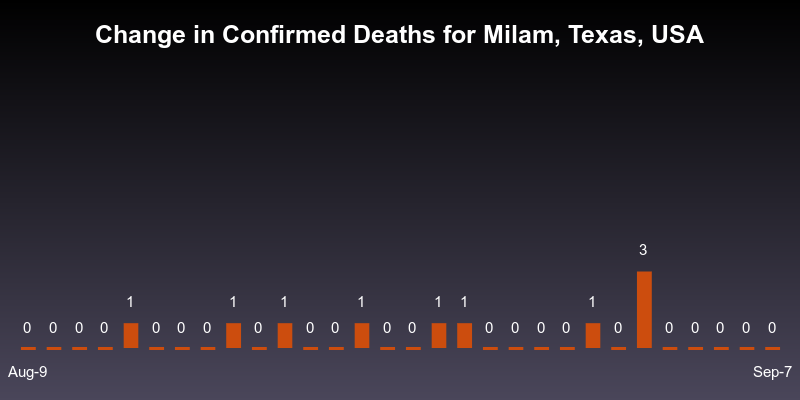 Change in Confirmed Deaths for Milam, Texas, USA
3
1 1 1 1 1 1 1
0 0 0 0 0 0 0 0 0 0 0 0 0 0 0 0 0 0 0 0 0 0
Aug-9 Sep-7